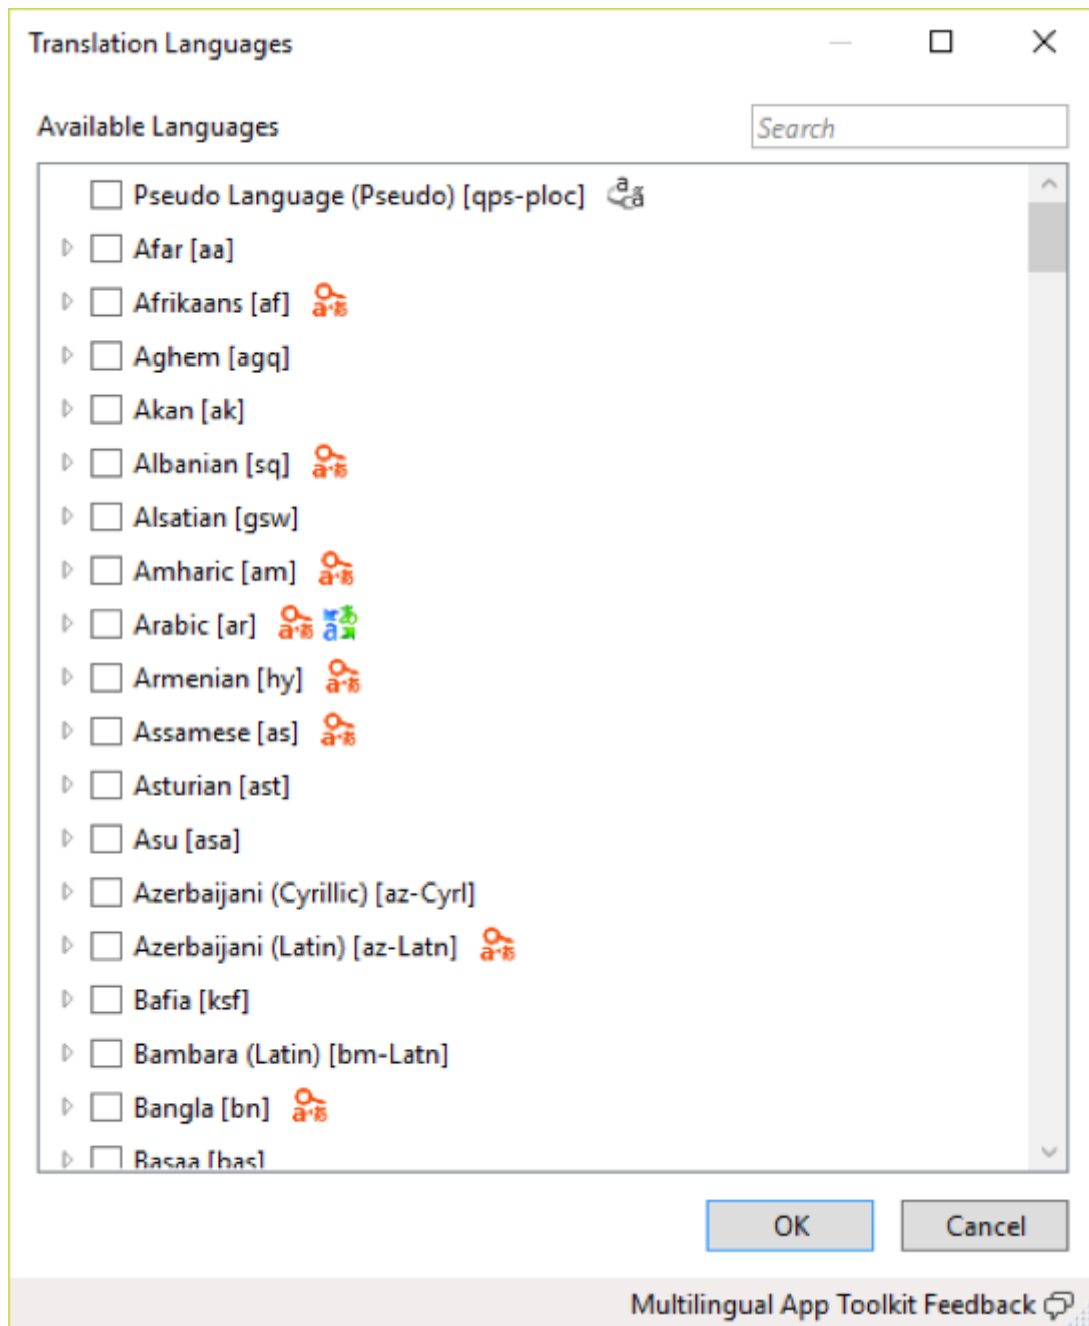 Translation Languages
Available Languages
Search
Pseudo Language (Pseudo) [qps-ploc]
Afar [aa]
Afrikaans [af]
Aghem [agq]
Akan [ak]
Albanian [sq]
Alsatian [gsw]
Amharic [am]
Arabic [ar]
Armenian [hy]
Assamese [as]
Asturian [ast]
Asu [asa]
Azerbaijani (Cyrillic) [az-Cyrl]
Azerbaijani (Latin) [az-Latn]
Bafia [ksf]
Bambara (Latin) [bm-Latn]
Bangla [bn]
Basaa [bas]
OK
Cancel
Multilingual App Toolkit Feedback